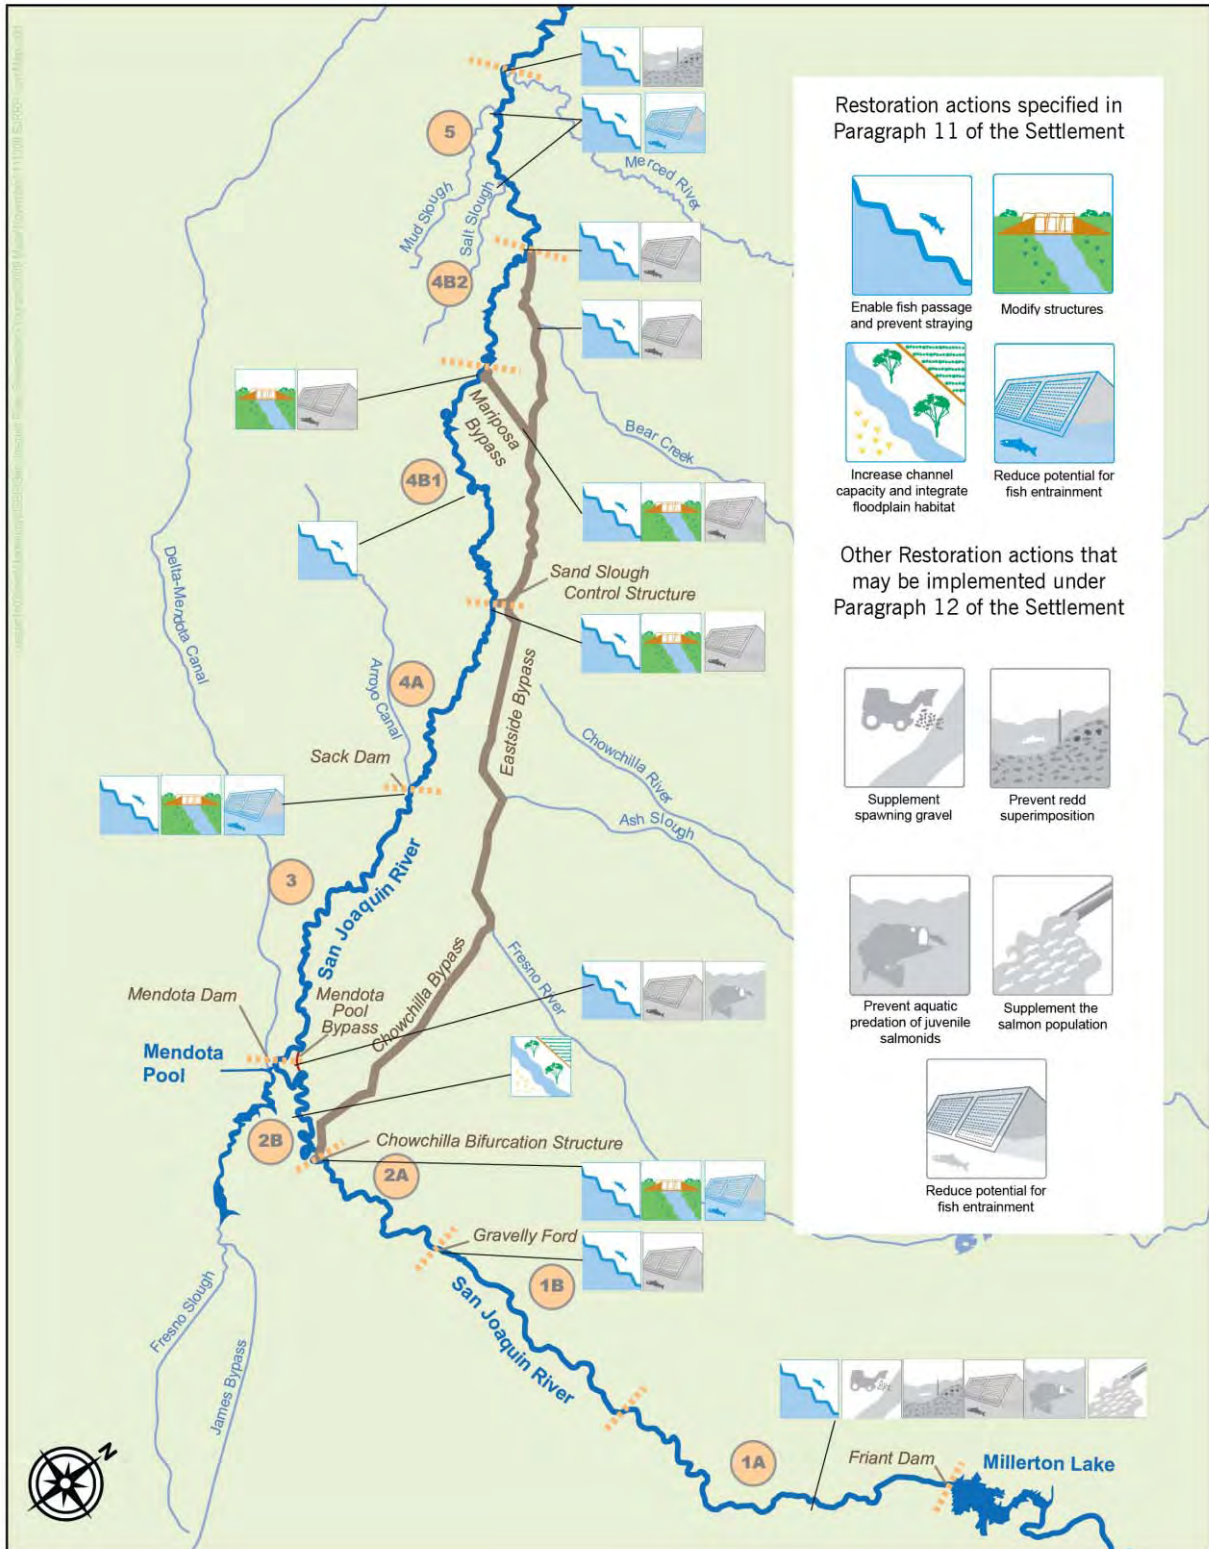 Restoration actions specified in
Paragraph 11 of the Settlement
Enable fish passage
and prevent straying
Modify structures
Increase channel
capacity and integrate
floodplain habitat
Reduce potential for
fish entrainment
Other Restoration actions that
may be implemented under
Paragraph 12 of the Settlement
Supplement
spawning gravel
Prevent redd
superimposition
Prevent aquatic
predation of juvenile
salmonids
Supplement the
salmon population
Reduce potential for
fish entrainment
5
Merced River
Mud Slough
Salt Slough
4B2
Mariposa
Bypass
Bear Creek
4B1
Delta-Mendota Canal
Sand Slough
Control Structure
Arroyo Canal
4A
Eastside Bypass
Sack Dam
Chowchilla River
Ash Slough
3
San Joaquin River
Chowchilla Bypass
Fresno River
Mendota Dam
Mendota
Pool
Bypass
Mendota
Pool
2B
Chowchilla Bifurcation Structure
2A
Gravelly Ford
1B
San Joaquin River
Fresno Slough
James Bypass
1A
Friant Dam
Millerton Lake
N